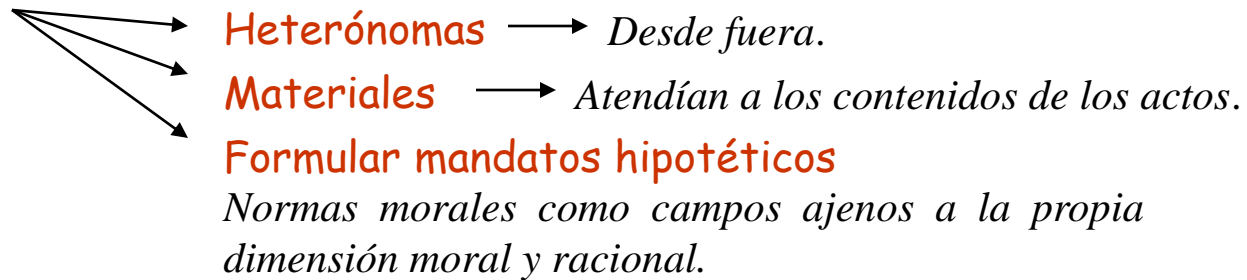 Heterónomas Desde fuera.
Materiales Atendían a los contenidos de los actos.
Formular mandatos hipotéticos
Normas morales como campos ajenos a la propia
dimensión moral y racional.